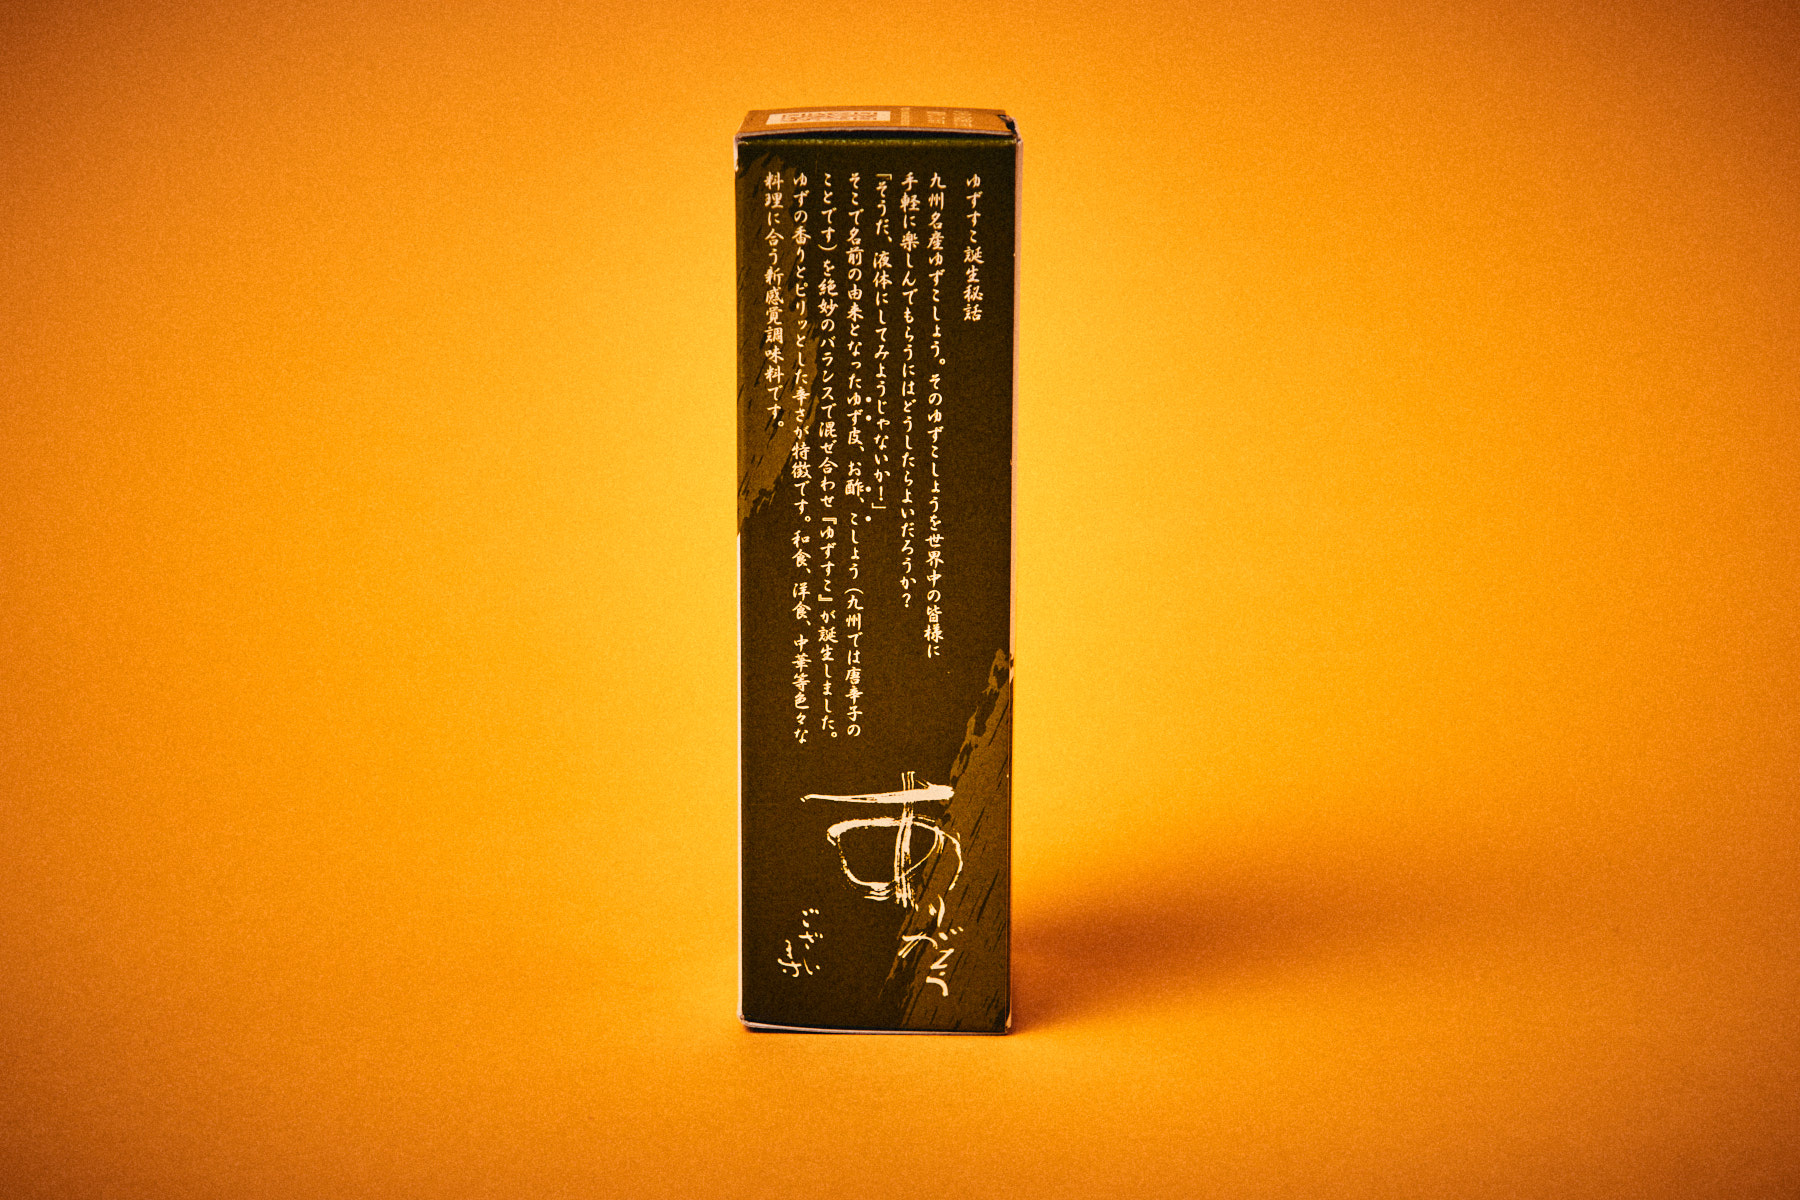 ゆずすこ誕生秘話
九州名産ゆずこしょう。そのゆずこしょうを世界中の皆様に
手軽に楽しんでもらうにはどうしたらよいだろうか？
「そうだ、液体にしてみようじゃないか！」
そこで名前の由来となったゆず皮、お酢、こしょう（九州では唐辛子の
ことです）を絶妙のバランスで混ぜ合わせ『ゆずすこ』が誕生しました。
ゆずの香りとピリッとした辛さが特徴です。和食、洋食、中華等色々な
料理に合う新感覚調味料です。
ありがとう
ございます